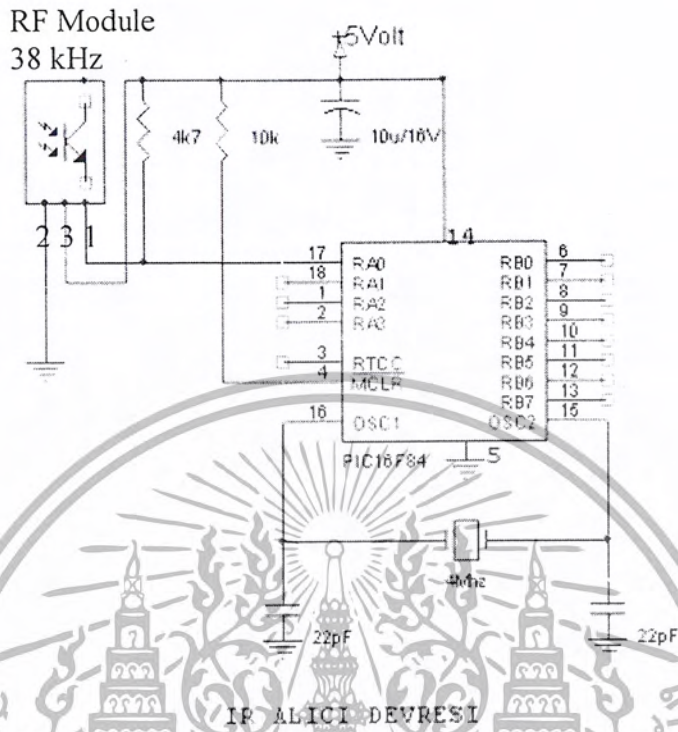 RF Module
38 kHz
+5Volt
4k7
10k
10u/16V
2 3 1
14
17 RA0
18 RA1
1 RA2
2 RA3
3 RTCC
4 MCLR
16 OSC1
RB0 6
RB1 7
RB2 8
RB3 9
RB4 10
RB5 11
RB6 12
RB7 13
OSC2 15
PIC16F84
5
4Mhz
22pF
22pF
IR ALICI DEVRESI